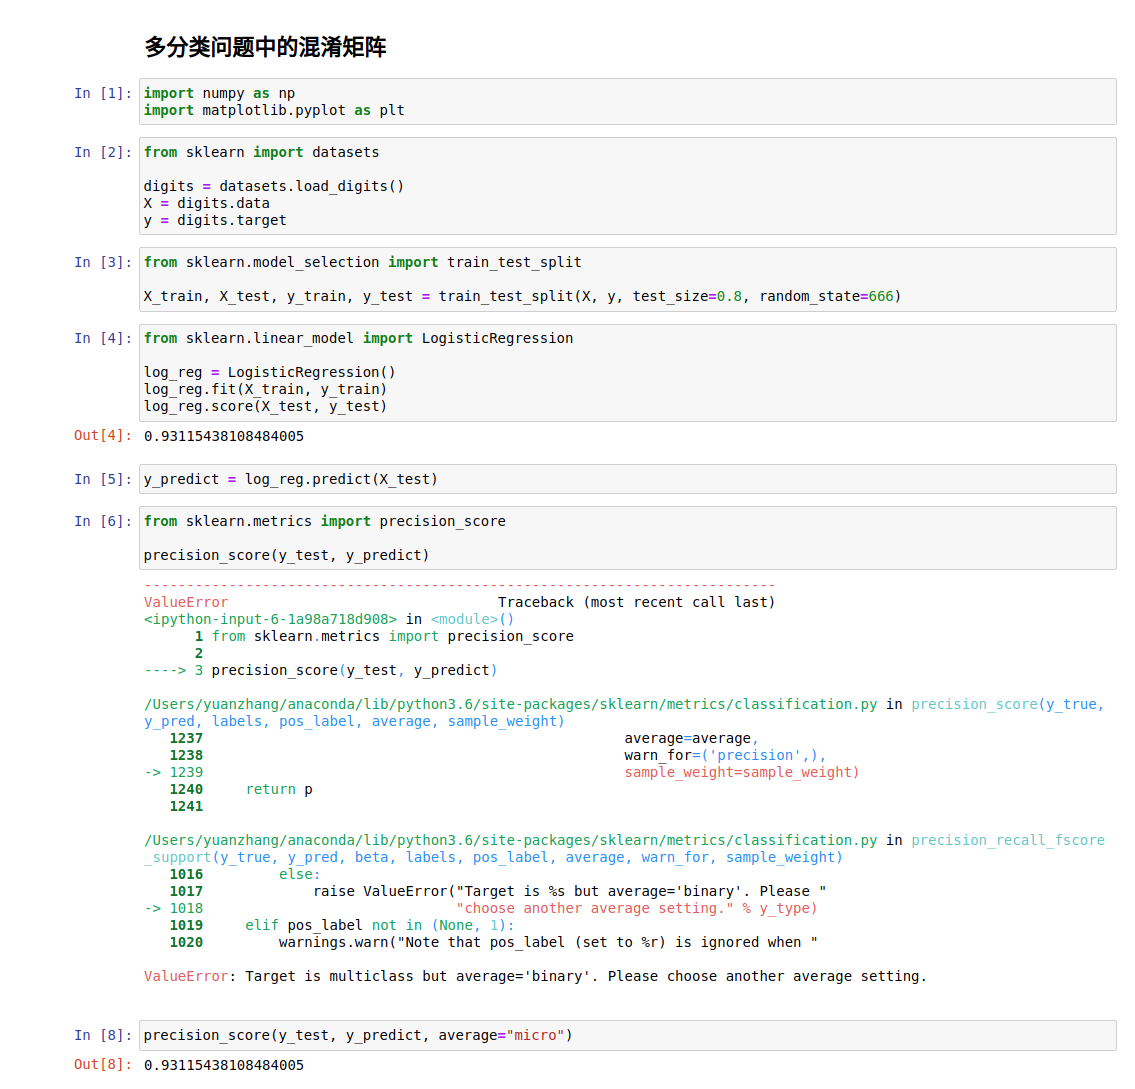 多分类问题中的混淆矩阵
In [1]: import numpy as np
import matplotlib.pyplot as plt
In [2]: from sklearn import datasets
digits = datasets.load_digits()
X = digits.data
y = digits.target
In [3]: from sklearn.model_selection import train_test_split
X_train, X_test, y_train, y_test = train_test_split(X, y, test_size=0.8, random_state=666)
In [4]: from sklearn.linear_model import LogisticRegression
log_reg = LogisticRegression()
log_reg.fit(X_train, y_train)
log_reg.score(X_test, y_test)
Out[4]: 0.93115438108484005
In [5]: y_predict = log_reg.predict(X_test)
In [6]: from sklearn.metrics import precision_score
precision_score(y_test, y_predict)
---------------------------------------------------------------------------
ValueError                                Traceback (most recent call last)
<ipython-input-6-1a98a718d908> in <module>()
      1 from sklearn.metrics import precision_score
      2
----> 3 precision_score(y_test, y_predict)
/Users/yuanzhang/anaconda/lib/python3.6/site-packages/sklearn/metrics/classification.py in precision_score(y_true,
y_pred, labels, pos_label, average, sample_weight)
   1237                                                  average=average,
   1238                                                  warn_for=('precision',),
-> 1239                                                  sample_weight=sample_weight)
   1240     return p
   1241
/Users/yuanzhang/anaconda/lib/python3.6/site-packages/sklearn/metrics/classification.py in precision_recall_fscore
_support(y_true, y_pred, beta, labels, pos_label, average, warn_for, sample_weight)
   1016         else:
   1017             raise ValueError("Target is %s but average='binary'. Please "
-> 1018                              "choose another average setting." % y_type)
   1019     elif pos_label not in (None, 1):
   1020         warnings.warn("Note that pos_label (set to %r) is ignored when "
ValueError: Target is multiclass but average='binary'. Please choose another average setting.
In [8]: precision_score(y_test, y_predict, average="micro")
Out[8]: 0.93115438108484005